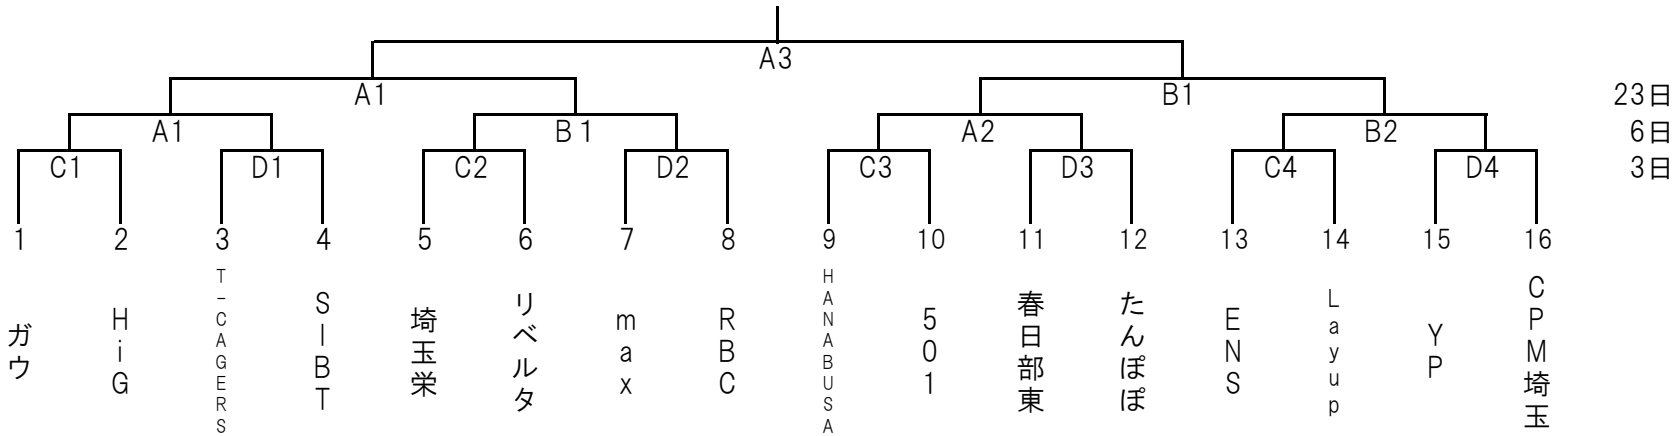 A3
A1 B1 23日
A1 B1 A2 B2 6日
C1 D1 C2 D2 C3 D3 C4 D4 3日
1 2 3 4 5 6 7 8 9 10 11 12 13 14 15 16
ガウ
HiG
T-CAGERS
SIBT
埼玉栄
リベルタ
max
RBC
HANABUSA
501
春日部東
たんぽぽ
ENS
Layup
YP
CPM埼玉